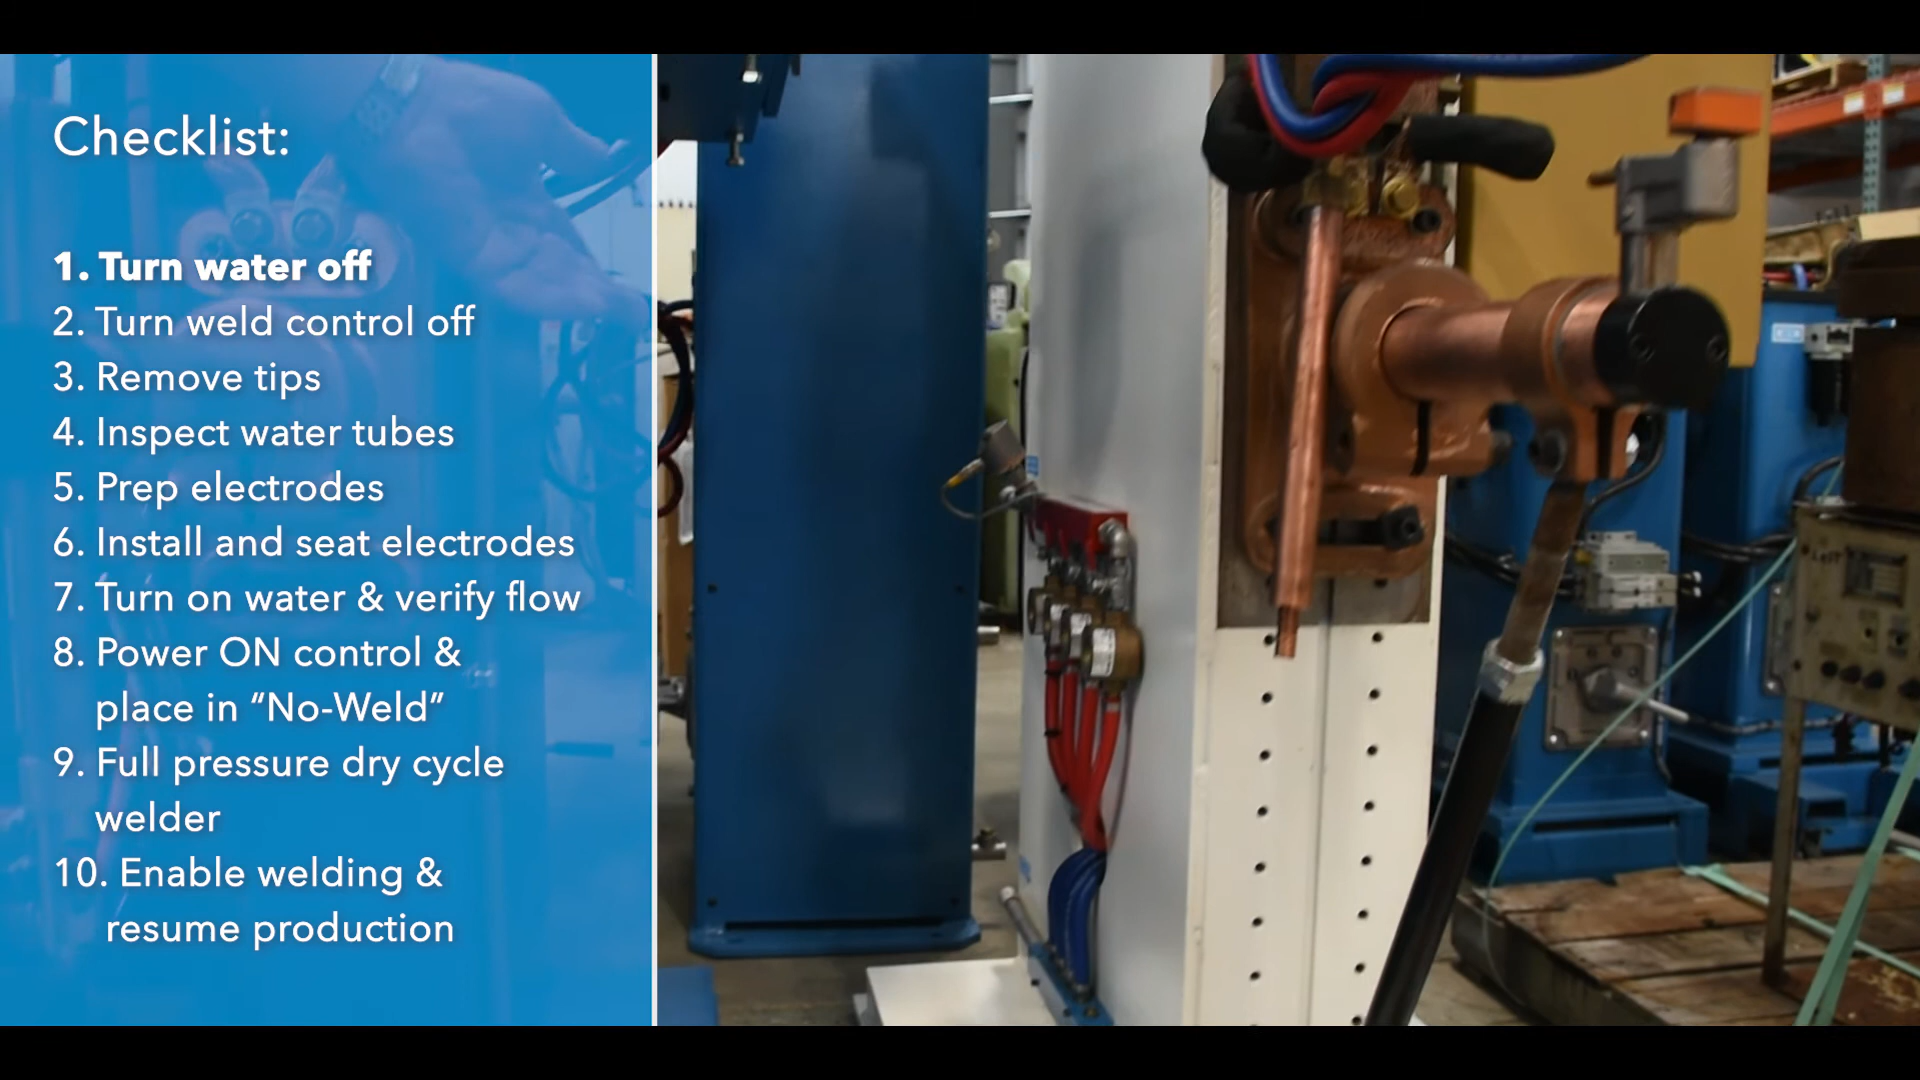 Checklist:
1. Turn water off
2. Turn weld control off
3. Remove tips
4. Inspect water tubes
5. Prep electrodes
6. Install and seat electrodes
7. Turn on water & verify flow
8. Power ON control &
place in “No-Weld”
9. Full pressure dry cycle
welder
10. Enable welding &
resume production